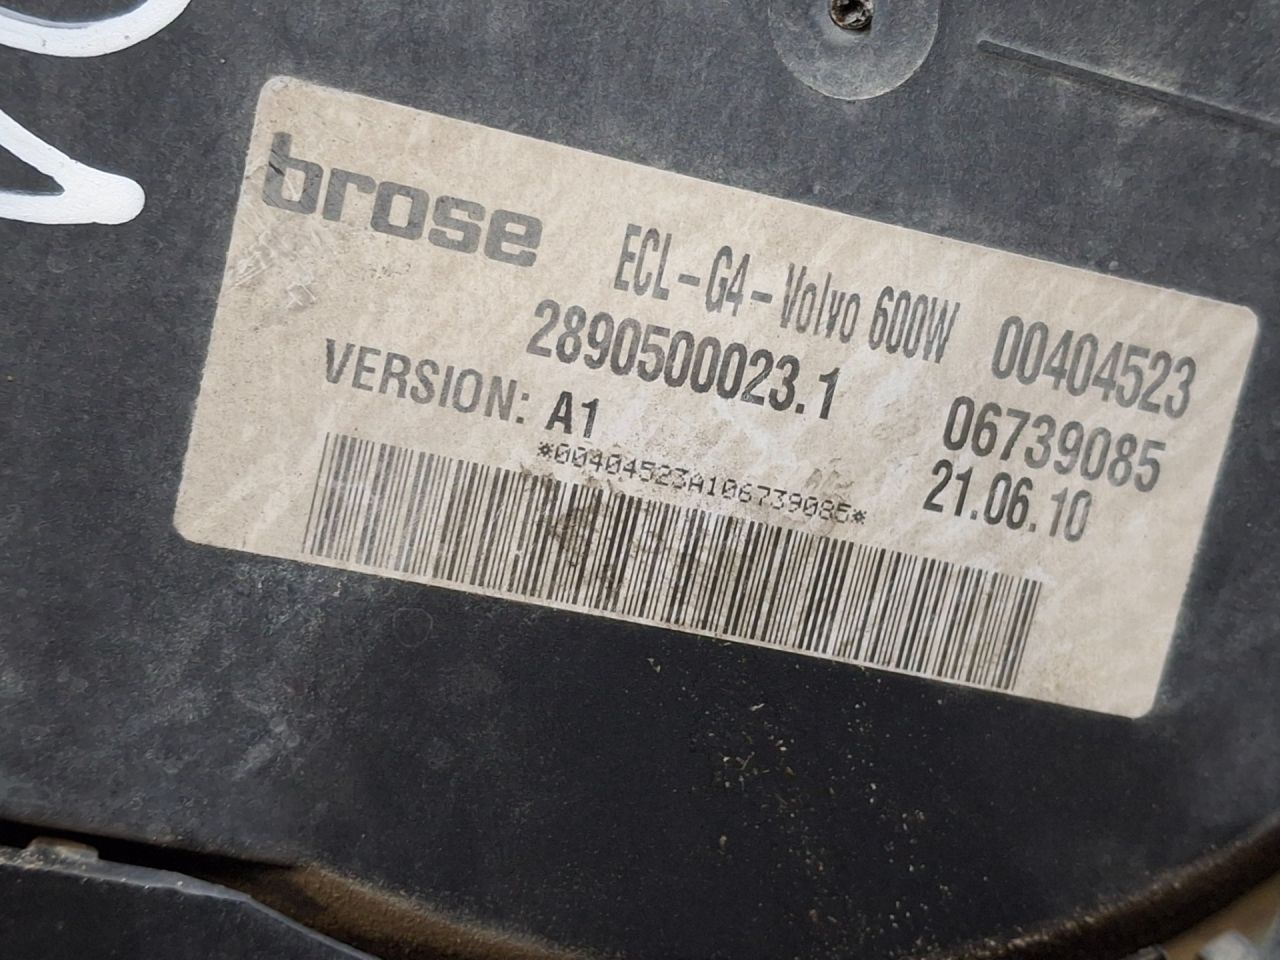 brose
ECL-G4-Volvo 600W 00404523
2890500023.1 06739085
VERSION: A1 21.06.10
*00404523A106739085*